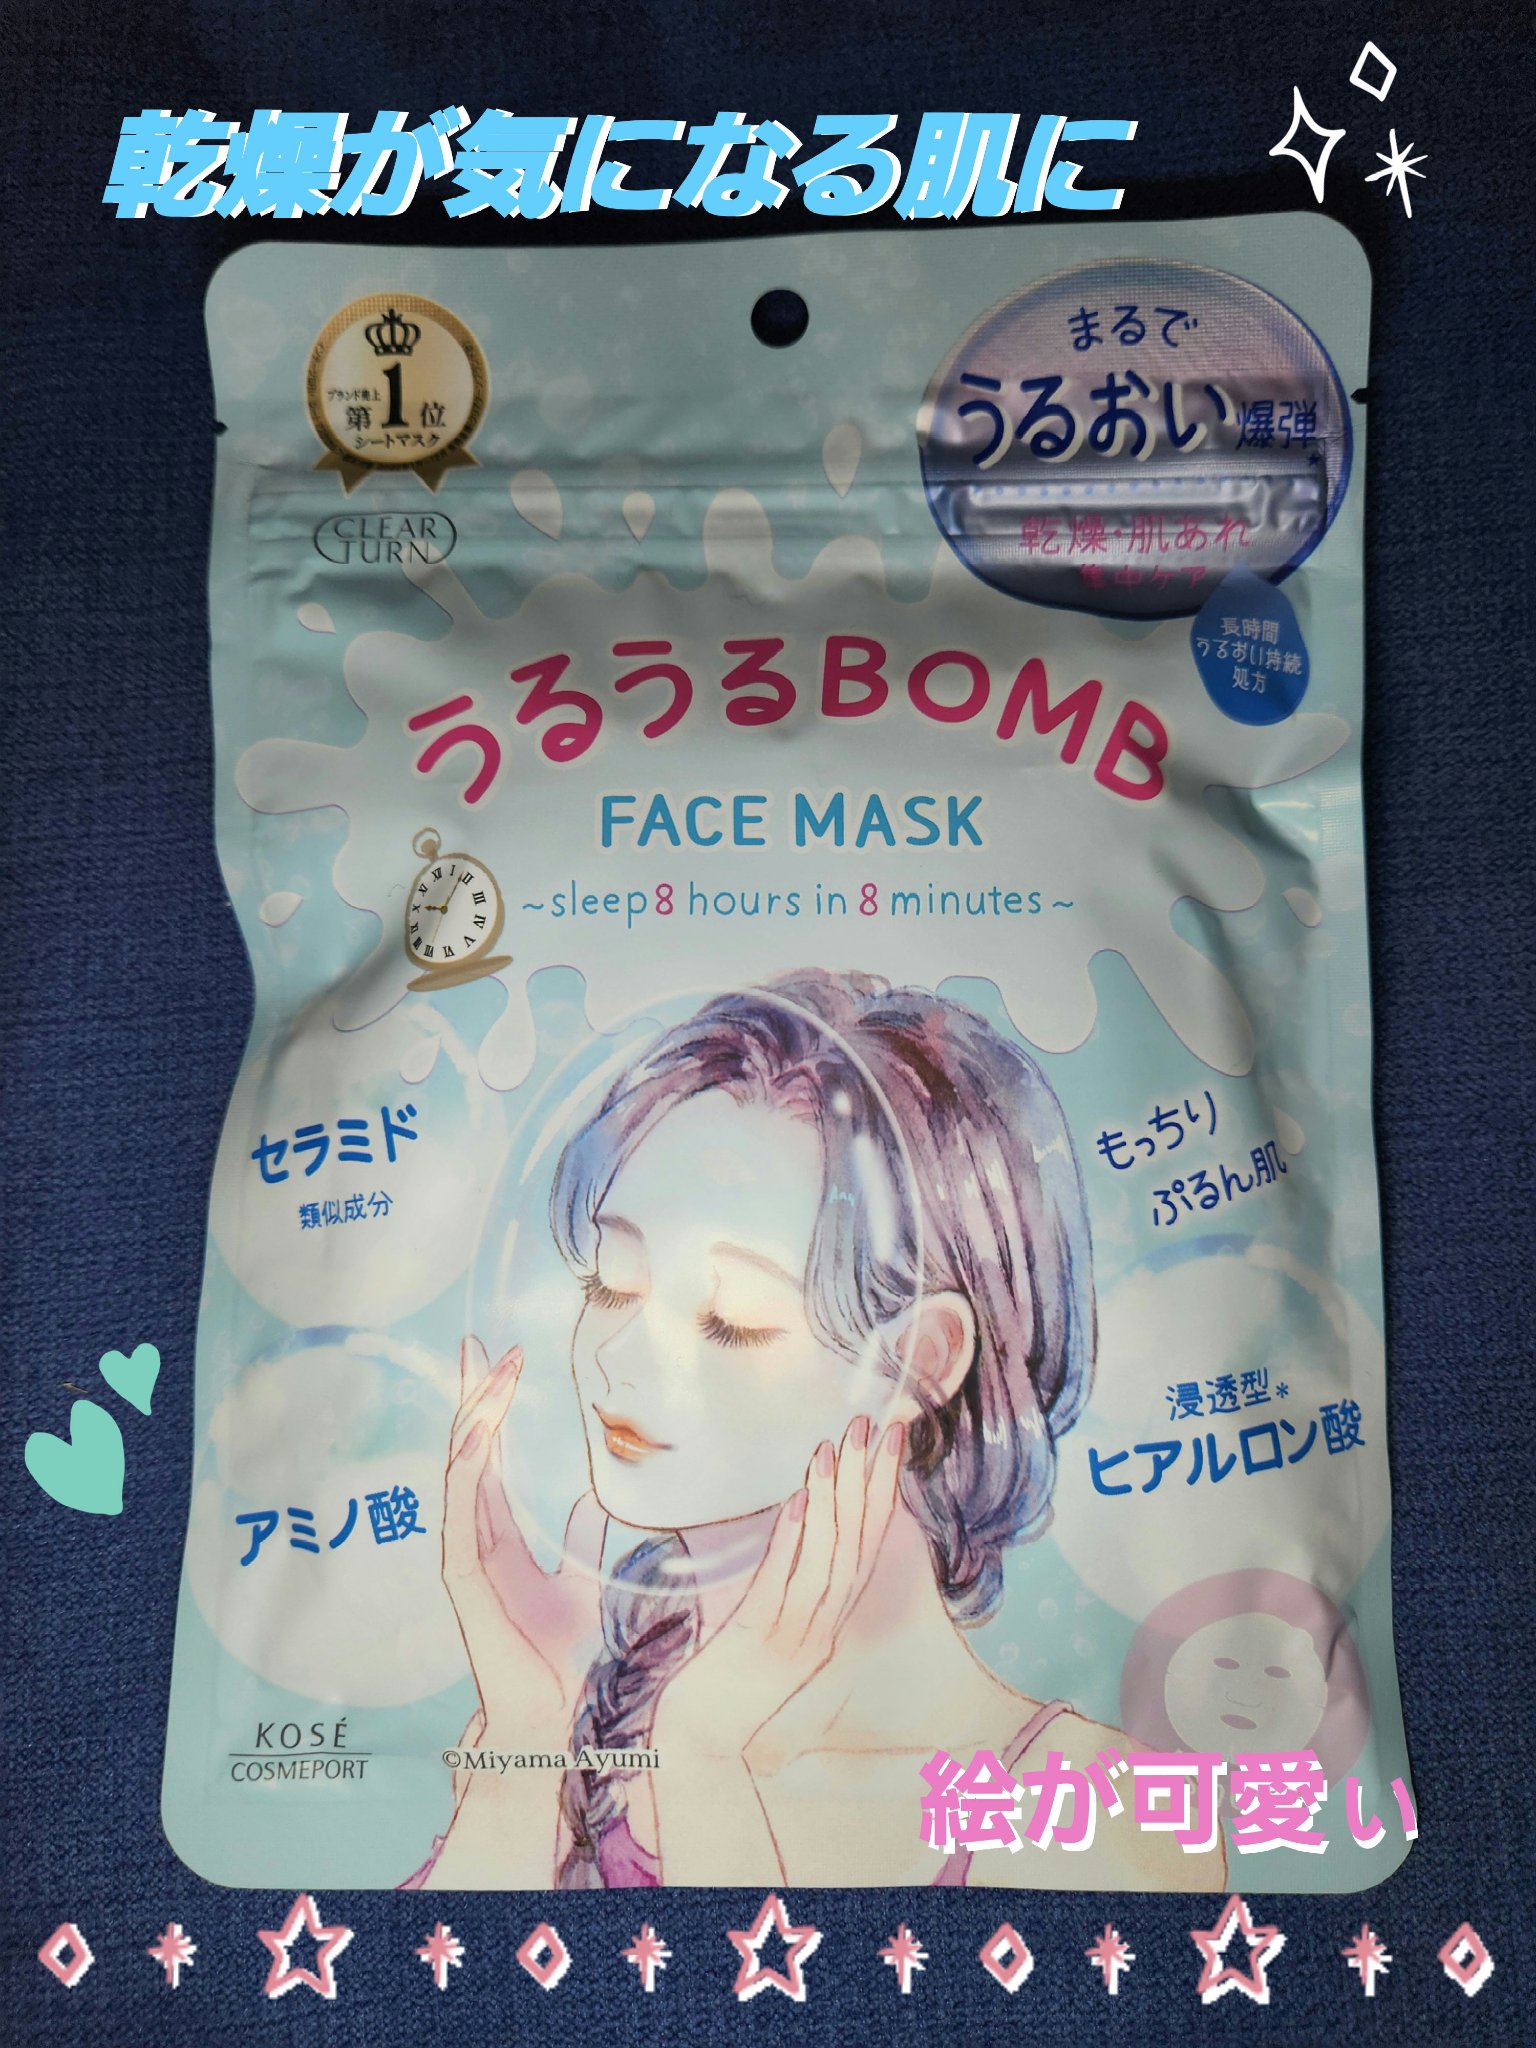 乾燥が気になる肌に
ブランド売上
第1位
シートマスク
まるで
うるおい爆弾*
乾燥・肌あれ
集中ケア
CLEAR
TURN
長時間
うるおい持続
処方
うるうるBOMB
FACE MASK
~sleep 8 hours in 8 minutes~
セラミド
類似成分
もっちり
ぷるん肌
浸透型*
ヒアルロン酸
アミノ酸
KOSÉ
COSMEPORT
©Miyama Ayumi
絵が可愛ぃ